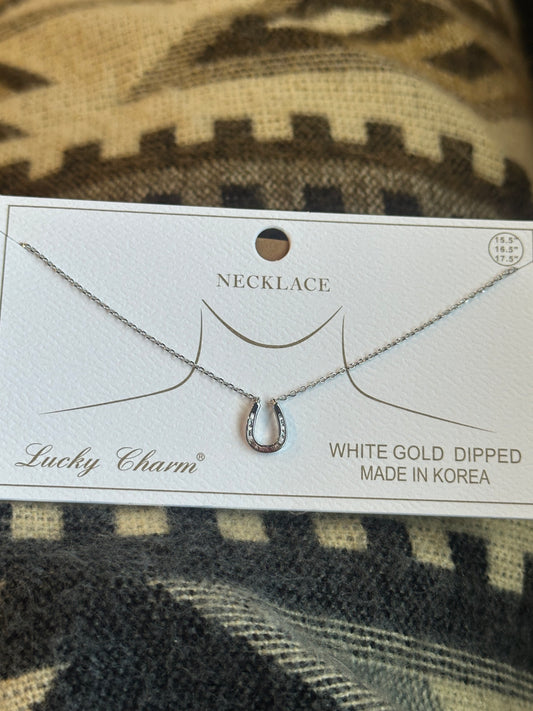 15.5"
16.5"
17.5"
NECKLACE
Lucky Charm®
WHITE GOLD DIPPED
MADE IN KOREA